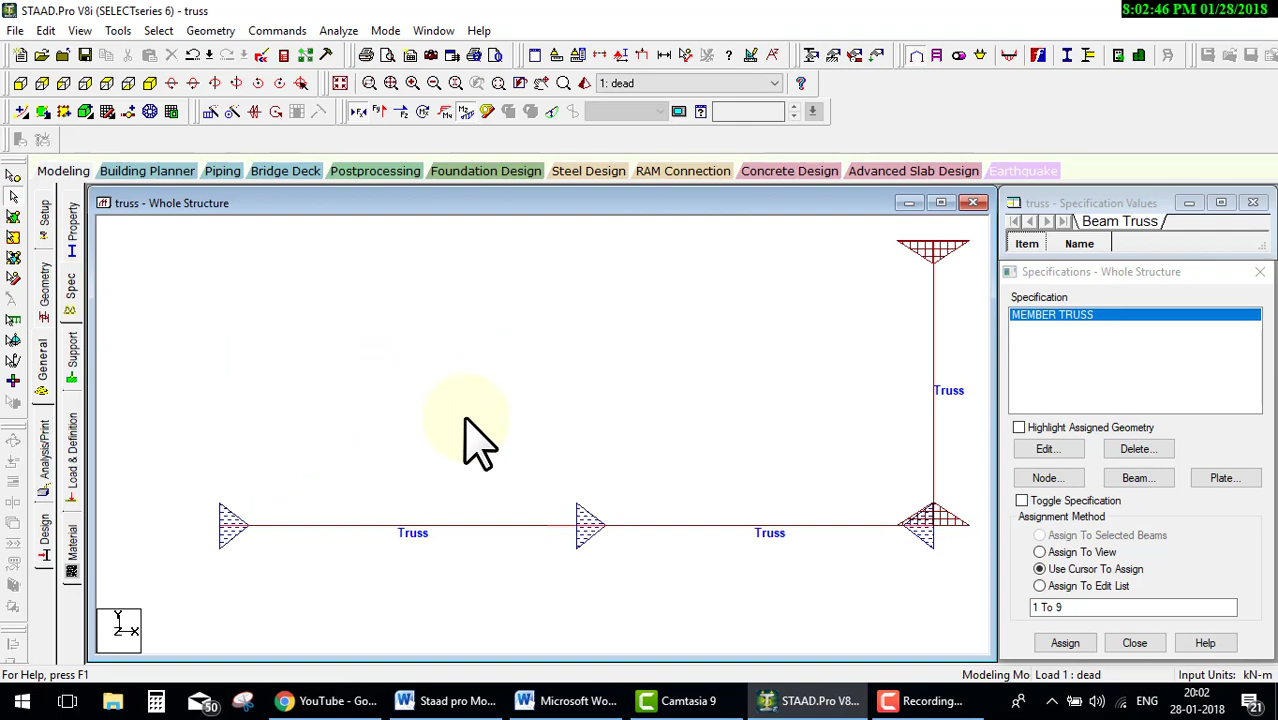 STAAD.Pro V8i (SELECTseries 6) - truss
8:02:46 PM 01/28/2018
File Edit View Tools Select Geometry Commands Analyze Mode Window Help
1: dead
Modeling Building Planner Piping Bridge Deck Postprocessing Foundation Design Steel Design RAM Connection Concrete Design Advanced Slab Design Earthquake
truss - Whole Structure
truss - Specification Values
Beam Truss
Item Name
Specifications - Whole Structure
Specification
MEMBER TRUSS
Highlight Assigned Geometry
Edit... Delete...
Node... Beam... Plate...
Toggle Specification
Assignment Method
Assign To Selected Beams
Assign To View
Use Cursor To Assign
Assign To Edit List
1 To 9
Assign Close Help
Setup
Geometry
General
Analysis/Print
Design
Property
Spec
Support
Load & Definition
Material
Truss
Truss
Truss
Y
Z X
For Help, press F1
Modeling Mo Load 1 : dead Input Units: kN-m
50
YouTube - Go...
Staad pro Mo...
Microsoft Wo...
Camtasia 9
STAAD.Pro V8...
Recording...
ENG
20:02
28-01-2018
21